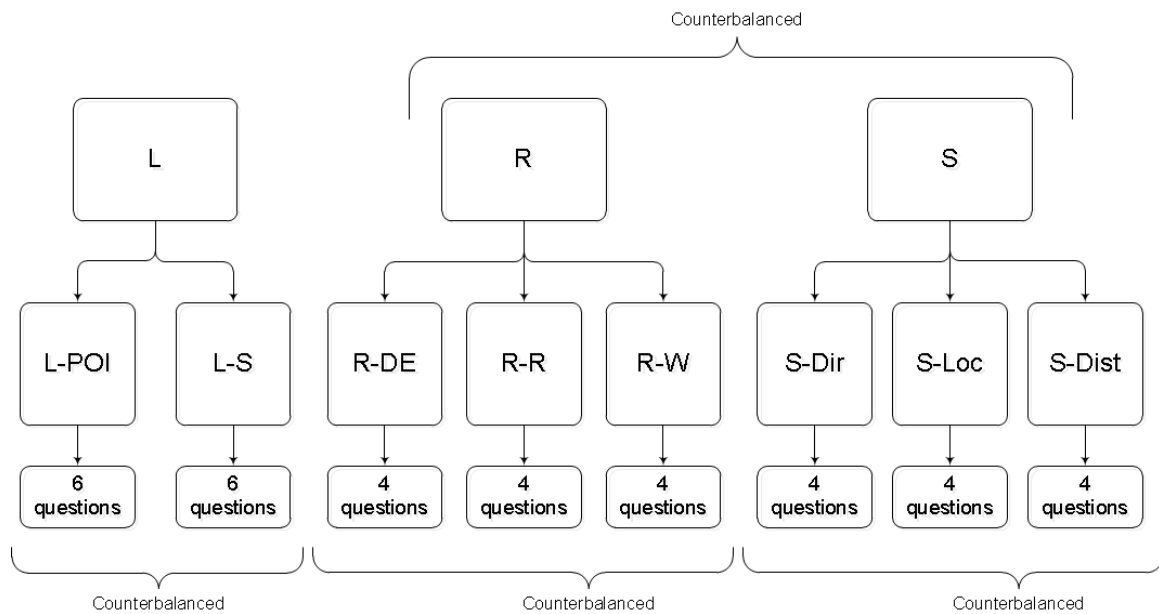 Counterbalanced
L
R
S
L-POI
L-S
R-DE
R-R
R-W
S-Dir
S-Loc
S-Dist
6
questions
6
questions
4
questions
4
questions
4
questions
4
questions
4
questions
4
questions
Counterbalanced
Counterbalanced
Counterbalanced